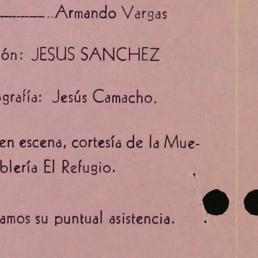 Armando Vargas
ón: JESUS SANCHEZ
ografía: Jesús Camacho.
en escena, cortesía de la Mue-
blería El Refugio.
amos su puntual asistencia.